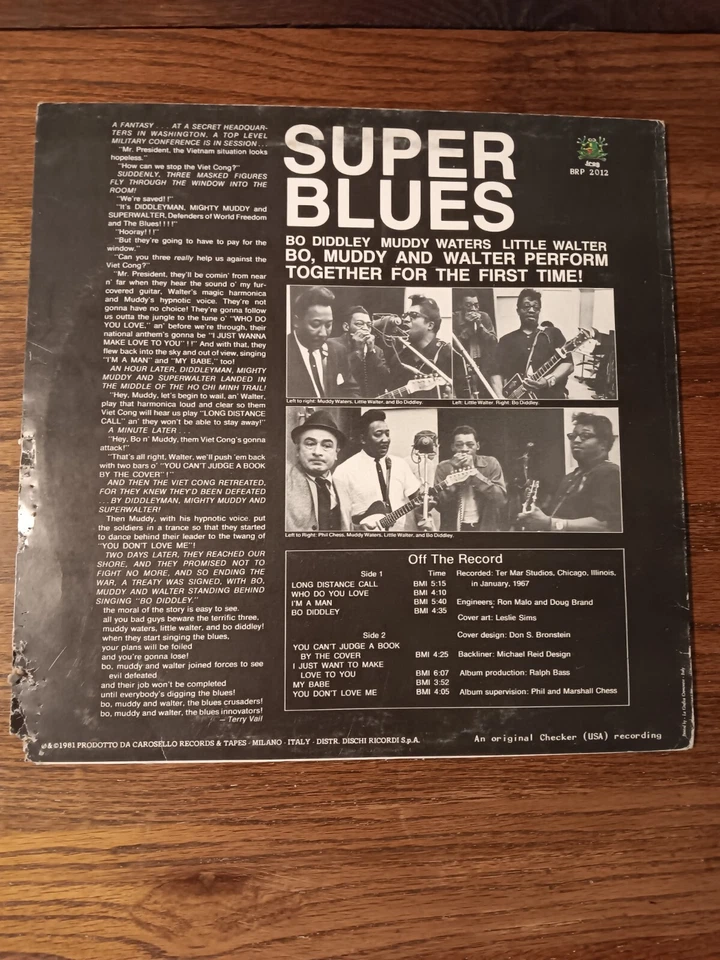 A FANTASY . . . AT A SECRET HEADQUAR-
TERS IN WASHINGTON, A TOP LEVEL
MILITARY CONFERENCE IS IN SESSION...
"Mr. President, the Vietnam situation looks
hopeless."
"How can we stop the Viet Cong?"
SUDDENLY, THREE MASKED FIGURES
FLY THROUGH THE WINDOW INTO THE
ROOM!
"We're saved!!"
"It's DIDDLEYMAN, MIGHTY MUDDY and
SUPERWALTER, Defenders of World Freedom
and The Blues!!!!"
"Hooray!!!"
"But they're going to have to pay for the
window."
"Can you three really help us against the
Viet Cong?"
"Mr. President, they'll be comin' from near
n' far when they hear the sound o' my fur-
covered guitar, Walter's magic harmonica
and Muddy's hypnotic voice. They're not
gonna have no choice! They're gonna follow
us outta the jungle to the tune o' "WHO DO
YOU LOVE," an' before we're through, their
national anthem's gonna be "I JUST WANNA
MAKE LOVE TO YOU"!!" And with that, they
flew back into the sky and out of view, singing
"I'M A MAN" and "MY BABE," too!
AN HOUR LATER, DIDDLEYMAN, MIGHTY
MUDDY AND SUPERWALTER LANDED IN
THE MIDDLE OF THE HO CHI MINH TRAIL!
"Hey, Muddy, let's begin to wail, an' Walter,
play that harmonica loud and clear so them
Viet Cong will hear us play "LONG DISTANCE
CALL" an' they won't be able to stay away!"
A MINUTE LATER . .
"Hey, Bo n' Muddy, them Viet Cong's gonna
attack!"
"That's all right, Walter, we'll push 'em back
with two bars o' "YOU CAN'T JUDGE A BOOK
BY THE COVER"!"
AND THEN THE VIET CONG RETREATED,
FOR THEY KNEW THEY'D BEEN DEFEATED
. . . BY DIDDLEYMAN, MIGHTY MUDDY AND
SUPERWALTER!
Then Muddy, with his hypnotic voice. put
the soldiers in a trance so that they started
to dance behind their leader to the twang of
"YOU DON'T LOVE ME"!
TWO DAYS LATER, THEY REACHED OUR
SHORE, AND THEY PROMISED NOT TO
FIGHT NO MORE, AND SO ENDING THE
WAR, A TREATY WAS SIGNED, WITH BO,
MUDDY AND WALTER STANDING BEHIND
SINGING "BO DIDDLEY."
the moral of the story is easy to see.
all you bad guys beware the terrific three,
muddy waters, little walter, and bo diddley!
when they start singing the blues,
your plans will be foiled
and you're gonna lose!
bo, muddy and walter joined forces to see
evil defeated
and their job won't be completed
until everybody's digging the blues!
bo, muddy and walter, the blues crusaders!
bo, muddy and walter, the blues innovators!
— Terry Vail
SUPER
BLUES
BRP 2012
BO DIDDLEY MUDDY WATERS LITTLE WALTER
BO, MUDDY AND WALTER PERFORM
TOGETHER FOR THE FIRST TIME!
Left to right: Muddy Waters, Little Walter, and Bo Diddley.
Left: Little Walter Right: Bo Diddley.
Left to Right: Phil Chess, Muddy Waters, Little Walter, and Bo Diddley.
Off The Record
Side 1 Time
LONG DISTANCE CALL BMI 5:15
WHO DO YOU LOVE BMI 4:10
I'M A MAN BMI 5:40
BO DIDDLEY BMI 4:35
Side 2
YOU CAN'T JUDGE A BOOK
BY THE COVER BMI 4:25
I JUST WANT TO MAKE
LOVE TO YOU BMI 6:07
MY BABE BMI 3:52
YOU DON'T LOVE ME BMI 4:05
Recorded: Ter Mar Studios, Chicago, Illinois,
in January, 1967
Engineers: Ron Malo and Doug Brand
Cover art: Leslie Sims
Cover design: Don S. Bronstein
Backliner: Michael Reid Design
Album production: Ralph Bass
Album supervision: Phil and Marshall Chess
℗&©1981 PRODOTTO DA CAROSELLO RECORDS & TAPES - MILANO - ITALY - DISTR. DISCHI RICORDI S.p.A.
An original Checker (USA) recording